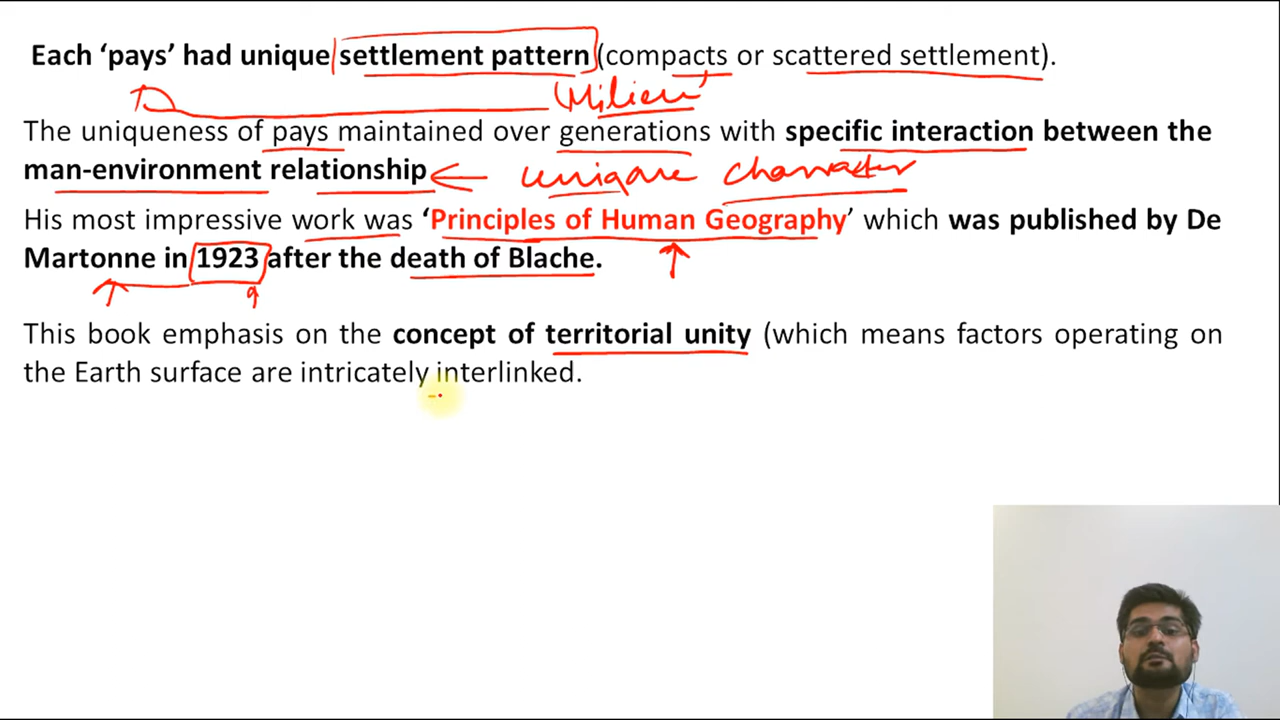 Each ‘pays’ had unique settlement pattern (compacts or scattered settlement).
(Milieu
The uniqueness of pays maintained over generations with specific interaction between the
man-environment relationship unique character
His most impressive work was ‘Principles of Human Geography’ which was published by De
Martonne in 1923 after the death of Blache.
This book emphasis on the concept of territorial unity (which means factors operating on
the Earth surface are intricately interlinked.